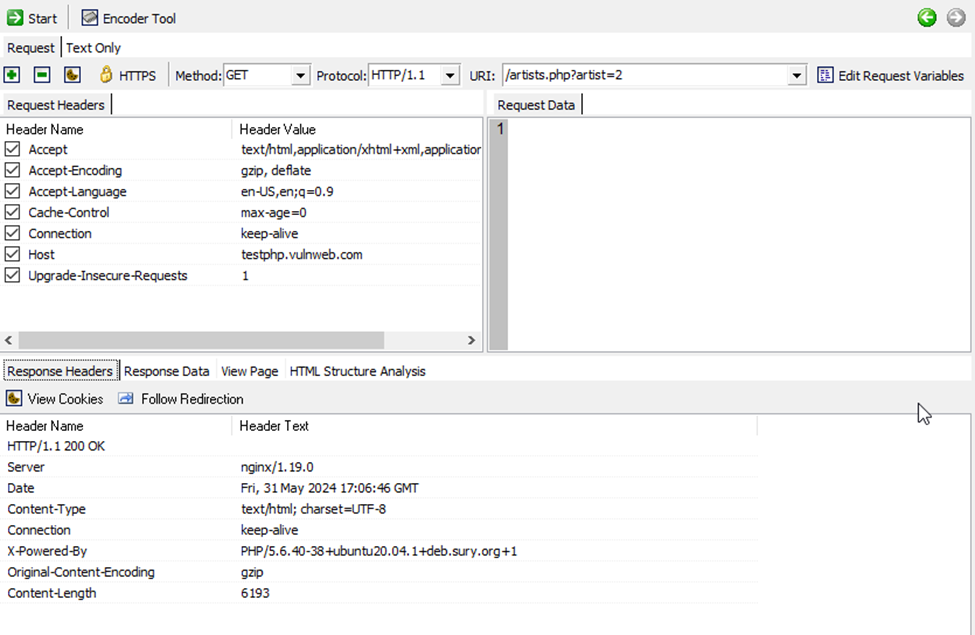 Start Encoder Tool
Request Text Only
HTTPS Method: GET Protocol: HTTP/1.1 URI: /artists.php?artist=2 Edit Request Variables
Request Headers
Header Name Header Value
Accept text/html,application/xhtml+xml,application
Accept-Encoding gzip, deflate
Accept-Language en-US,en;q=0.9
Cache-Control max-age=0
Connection keep-alive
Host testphp.vulnweb.com
Upgrade-Insecure-Requests 1
Request Data
1
Response Headers Response Data View Page HTML Structure Analysis
View Cookies Follow Redirection
Header Name Header Text
HTTP/1.1 200 OK
Server nginx/1.19.0
Date Fri, 31 May 2024 17:06:46 GMT
Content-Type text/html; charset=UTF-8
Connection keep-alive
X-Powered-By PHP/5.6.40-38+ubuntu20.04.1+deb.sury.org+1
Original-Content-Encoding gzip
Content-Length 6193